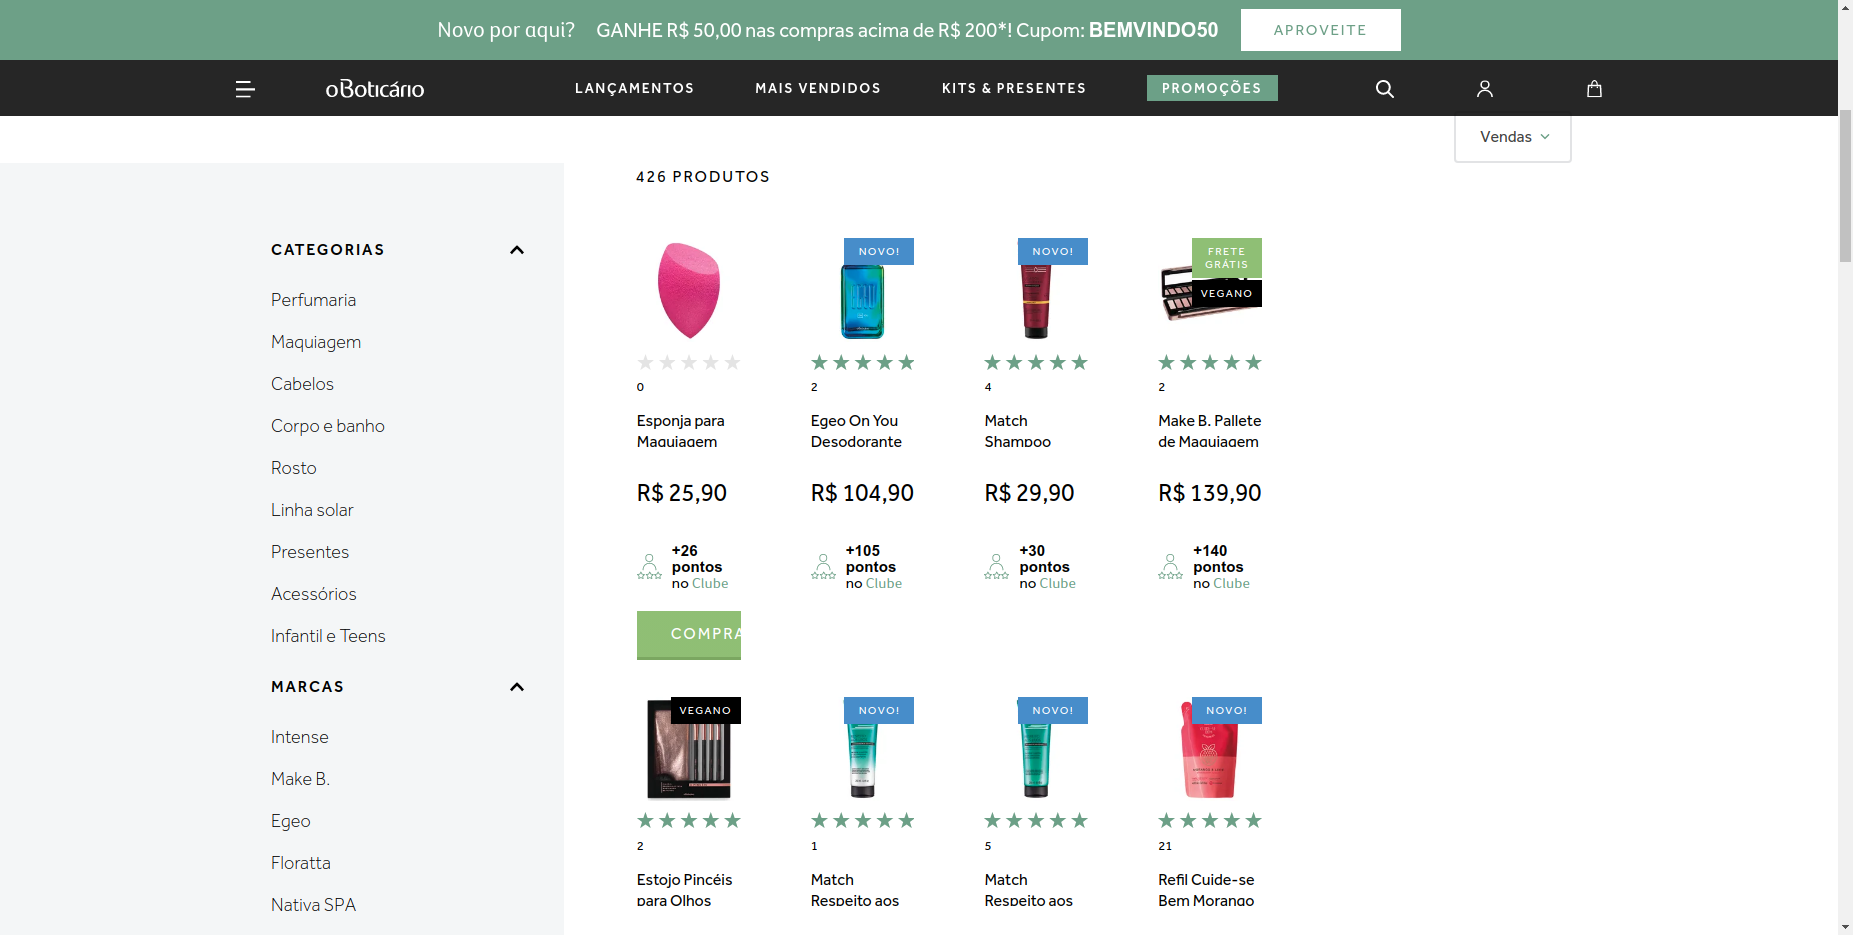 Novo por aqui? GANHE R$ 50,00 nas compras acima de R$ 200*! Cupom: BEMVINDO50 APROVEITE
oBoticário LANÇAMENTOS MAIS VENDIDOS KITS & PRESENTES PROMOÇÕES
Vendas
426 PRODUTOS
CATEGORIAS
Perfumaria
Maquiagem
Cabelos
Corpo e banho
Rosto
Linha solar
Presentes
Acessórios
Infantil e Teens
MARCAS
Intense
Make B.
Egeo
Floratta
Nativa SPA
0
Esponja para
Maquiagem
R$ 25,90
+26
pontos
no Clube
COMPRA
NOVO!
2
Egeo On You
Desodorante
R$ 104,90
+105
pontos
no Clube
NOVO!
4
Match
Shampoo
R$ 29,90
+30
pontos
no Clube
FRETE
GRÁTIS
VEGANO
2
Make B. Pallete
de Maquiagem
R$ 139,90
+140
pontos
no Clube
VEGANO
2
Estojo Pincéis
para Olhos
NOVO!
1
Match
Respeito aos
NOVO!
5
Match
Respeito aos
NOVO!
21
Refil Cuide-se
Bem Morango